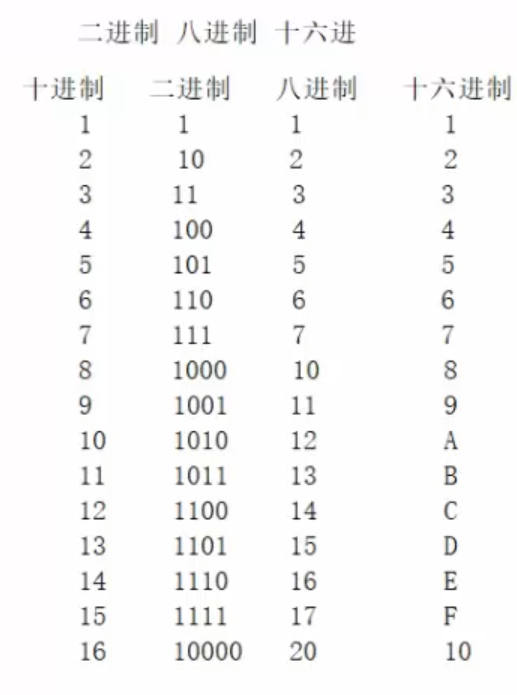 二进制 八进制 十六进
十进制 二进制 八进制 十六进制
1 1 1 1
2 10 2 2
3 11 3 3
4 100 4 4
5 101 5 5
6 110 6 6
7 111 7 7
8 1000 10 8
9 1001 11 9
10 1010 12 A
11 1011 13 B
12 1100 14 C
13 1101 15 D
14 1110 16 E
15 1111 17 F
16 10000 20 10